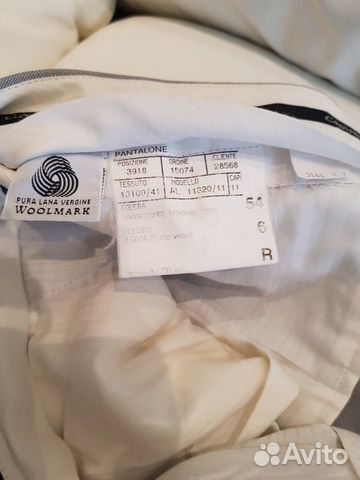 PANTALONE
POSIZIONE ORDINE CLIENTE
3918 15074 28568
TESSUTO MODELLO CAP
13100/41 AL 11320/11 11
54
6
100% Pure wool
R
PURA LANA VERGINE
WOOLMARK
Avito